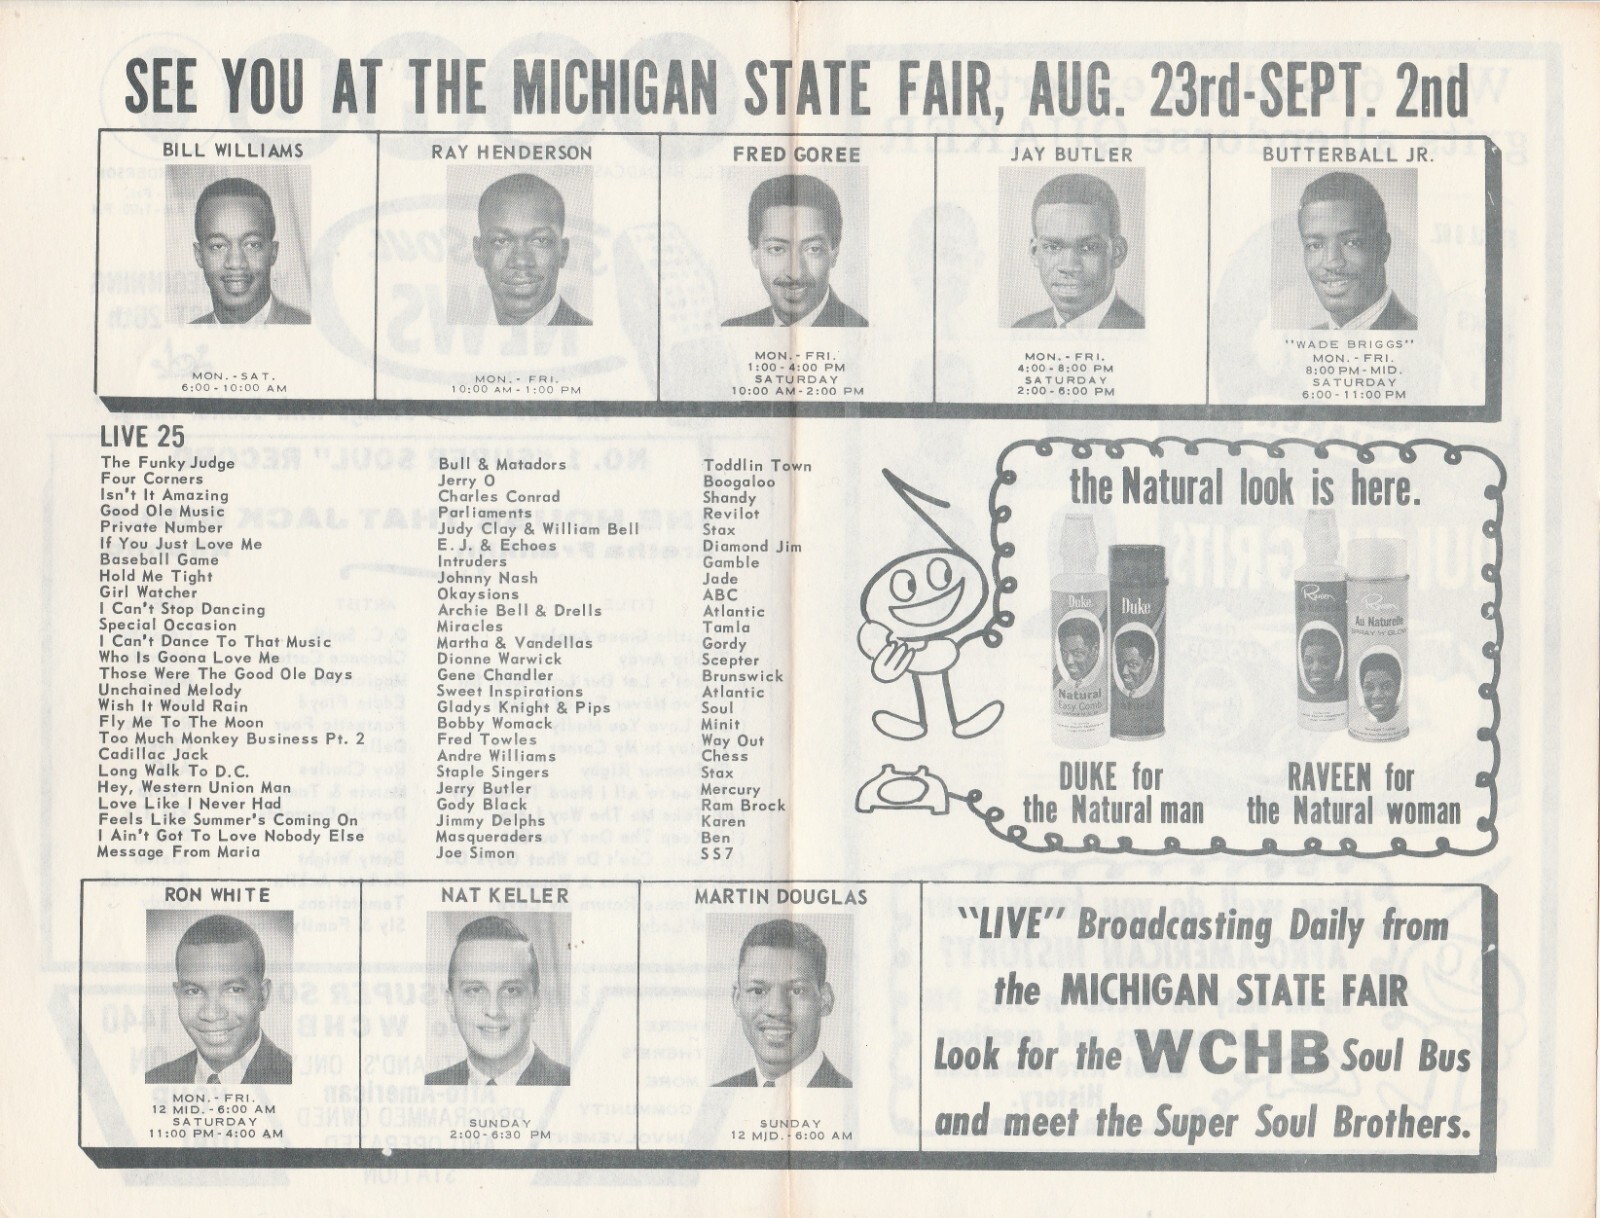 SEE YOU AT THE MICHIGAN STATE FAIR, AUG. 23rd-SEPT. 2nd
BILL WILLIAMS
MON. - SAT.
6:00 - 10:00 AM
RAY HENDERSON
MON. - FRI.
10:00 AM - 1:00 PM
FRED GOREE
MON. - FRI.
1:00 - 4:00 PM
SATURDAY
10:00 AM - 2:00 PM
JAY BUTLER
MON. - FRI.
4:00 - 8:00 PM
SATURDAY
2:00 - 6:00 PM
BUTTERBALL JR.
"WADE BRIGGS"
MON. - FRI.
8:00 PM - MID.
SATURDAY
6:00 - 11:00 PM
LIVE 25
The Funky Judge Bull & Matadors Toddlin Town
Four Corners Jerry O Boogaloo
Isn't It Amazing Charles Conrad Shandy
Good Ole Music Parliaments Revilot
Private Number Judy Clay & William Bell Stax
If You Just Love Me E. J. & Echoes Diamond Jim
Baseball Game Intruders Gamble
Hold Me Tight Johnny Nash Jade
Girl Watcher Okaysions ABC
I Can't Stop Dancing Archie Bell & Drells Atlantic
Special Occasion Miracles Tamla
I Can't Dance To That Music Martha & Vandellas Gordy
Who Is Goona Love Me Dionne Warwick Scepter
Those Were The Good Ole Days Gene Chandler Brunswick
Unchained Melody Sweet Inspirations Atlantic
Wish It Would Rain Gladys Knight & Pips Soul
Fly Me To The Moon Bobby Womack Minit
Too Much Monkey Business Pt. 2 Fred Towles Way Out
Cadillac Jack Andre Williams Chess
Long Walk To D.C. Staple Singers Stax
Hey, Western Union Man Jerry Butler Mercury
Love Like I Never Had Gody Black Ram Brock
Feels Like Summer's Coming On Jimmy Delphs Karen
I Ain't Got To Love Nobody Else Masqueraders Ben
Message From Maria Joe Simon SS7
the Natural look is here.
Duke
Natural
Easy Comb
Duke
Natural
Raveen
Raveen
Au Naturelle
SPRAY 'N' GLOW
DUKE for
the Natural man
RAVEEN for
the Natural woman
RON WHITE
MON. - FRI.
12 MID. - 6:00 AM
SATURDAY
11:00 PM - 4:00 AM
NAT KELLER
SUNDAY
2:00 - 6:30 PM
MARTIN DOUGLAS
SUNDAY
12 MID. - 6:00 AM
"LIVE" Broadcasting Daily from
the MICHIGAN STATE FAIR
Look for the WCHB Soul Bus
and meet the Super Soul Brothers.